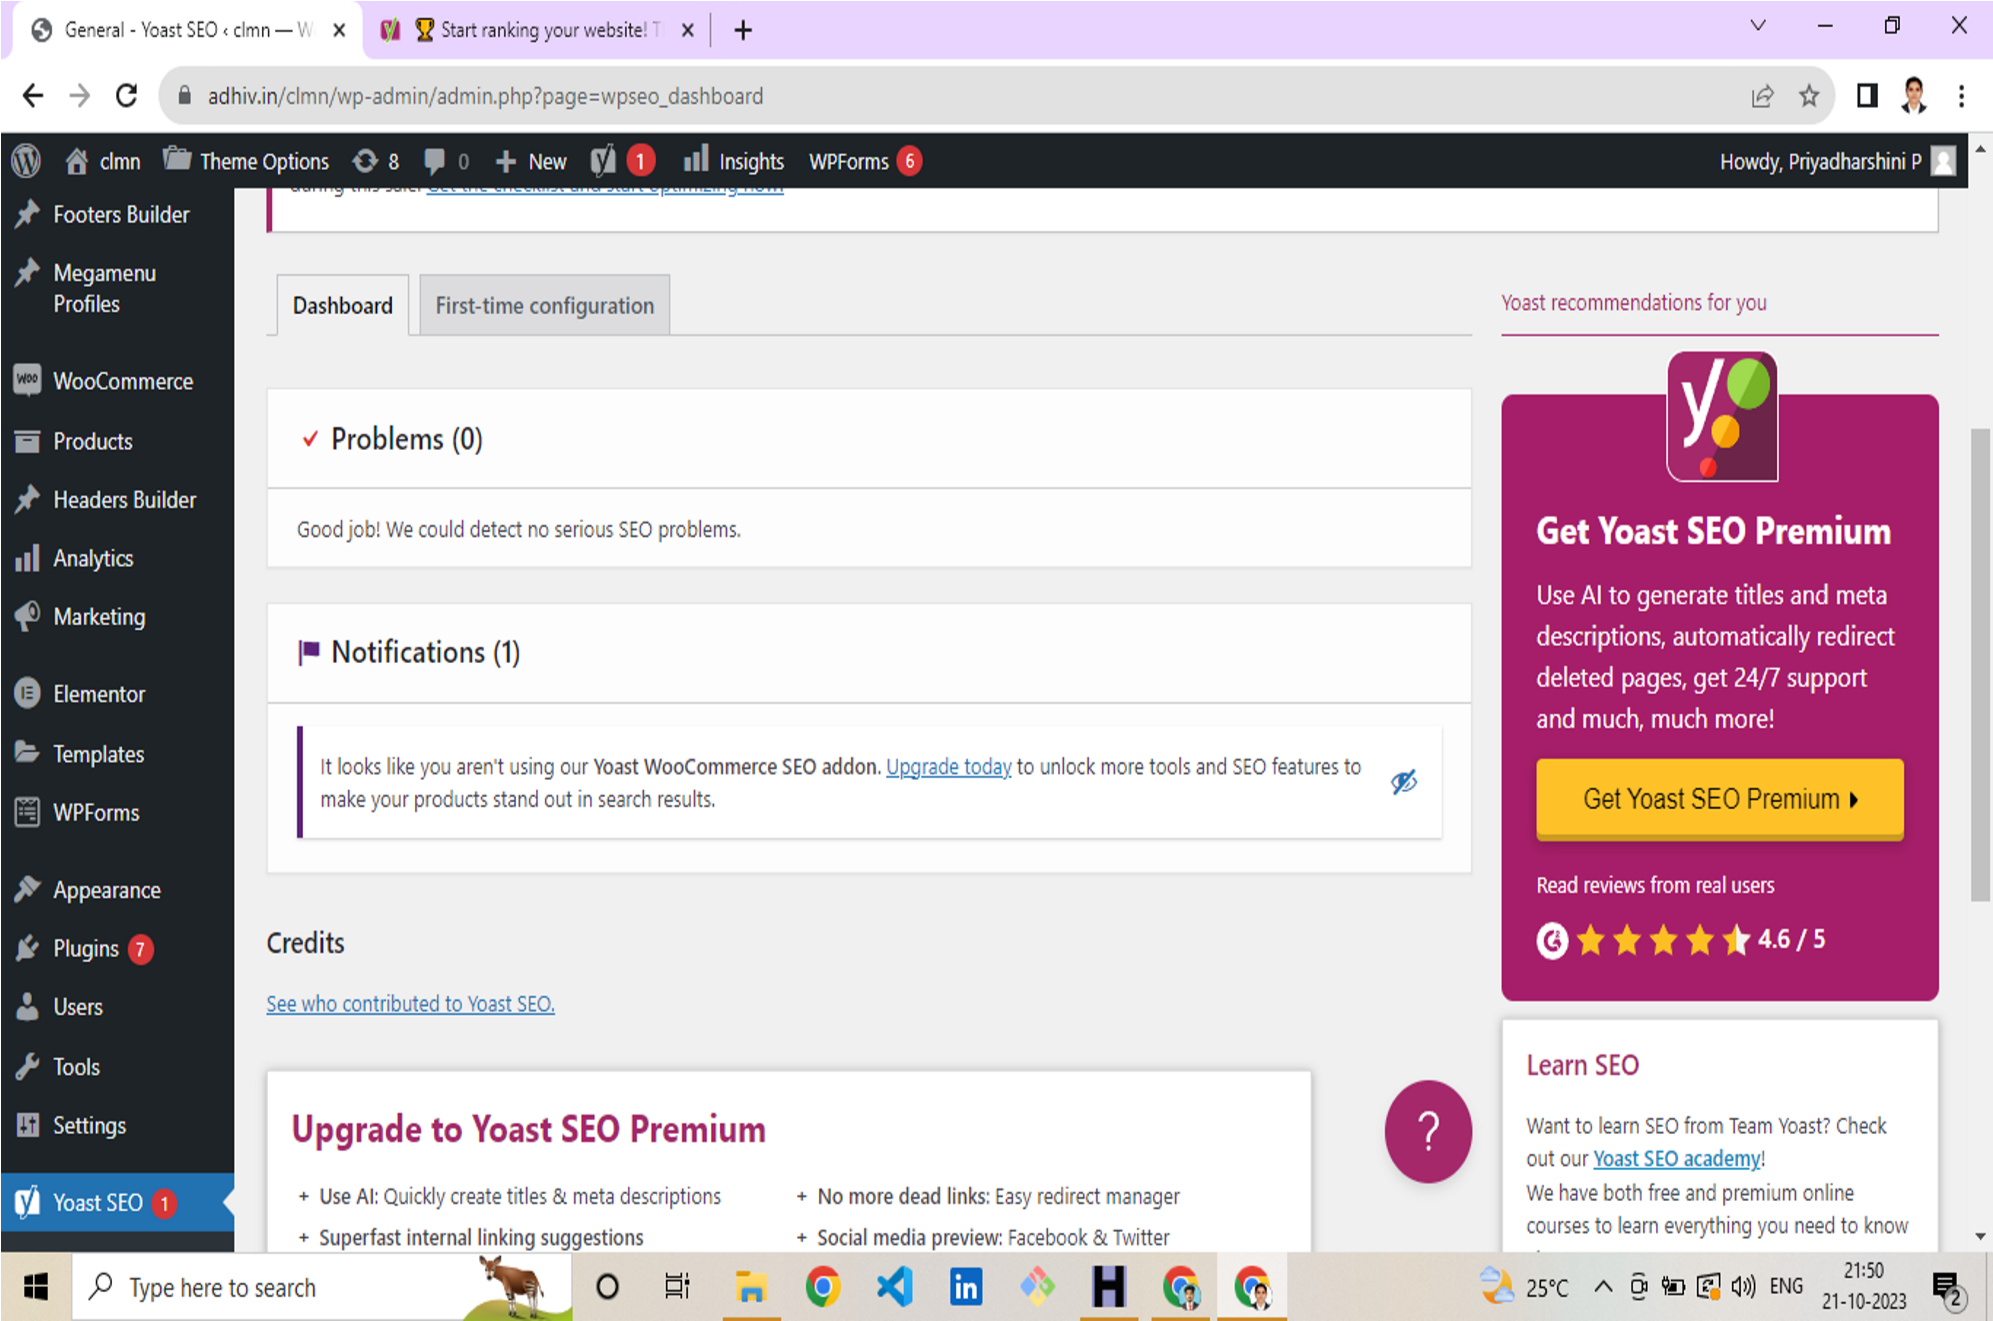 General - Yoast SEO ‹ clmn — W
Start ranking your website! T
adhiv.in/clmn/wp-admin/admin.php?page=wpseo_dashboard
clmn Theme Options 8 0 New 1 Insights WPForms 6 Howdy, Priyadharshini P
during this sale! Get the checklist and start optimizing now!
Footers Builder
Megamenu
Profiles
WooCommerce
Products
Headers Builder
Analytics
Marketing
Elementor
Templates
WPForms
Appearance
Plugins 7
Users
Tools
Settings
Yoast SEO 1
Dashboard
First-time configuration
Problems (0)
Good job! We could detect no serious SEO problems.
Notifications (1)
It looks like you aren't using our Yoast WooCommerce SEO addon. Upgrade today to unlock more tools and SEO features to
make your products stand out in search results.
Credits
See who contributed to Yoast SEO.
Upgrade to Yoast SEO Premium
+ Use AI: Quickly create titles & meta descriptions
+ No more dead links: Easy redirect manager
+ Superfast internal linking suggestions
+ Social media preview: Facebook & Twitter
?
Yoast recommendations for you
y
Get Yoast SEO Premium
Use AI to generate titles and meta
descriptions, automatically redirect
deleted pages, get 24/7 support
and much, much more!
Get Yoast SEO Premium
Read reviews from real users
4.6 / 5
Learn SEO
Want to learn SEO from Team Yoast? Check
out our Yoast SEO academy!
We have both free and premium online
courses to learn everything you need to know
Type here to search
25°C
ENG
21:50
21-10-2023
2